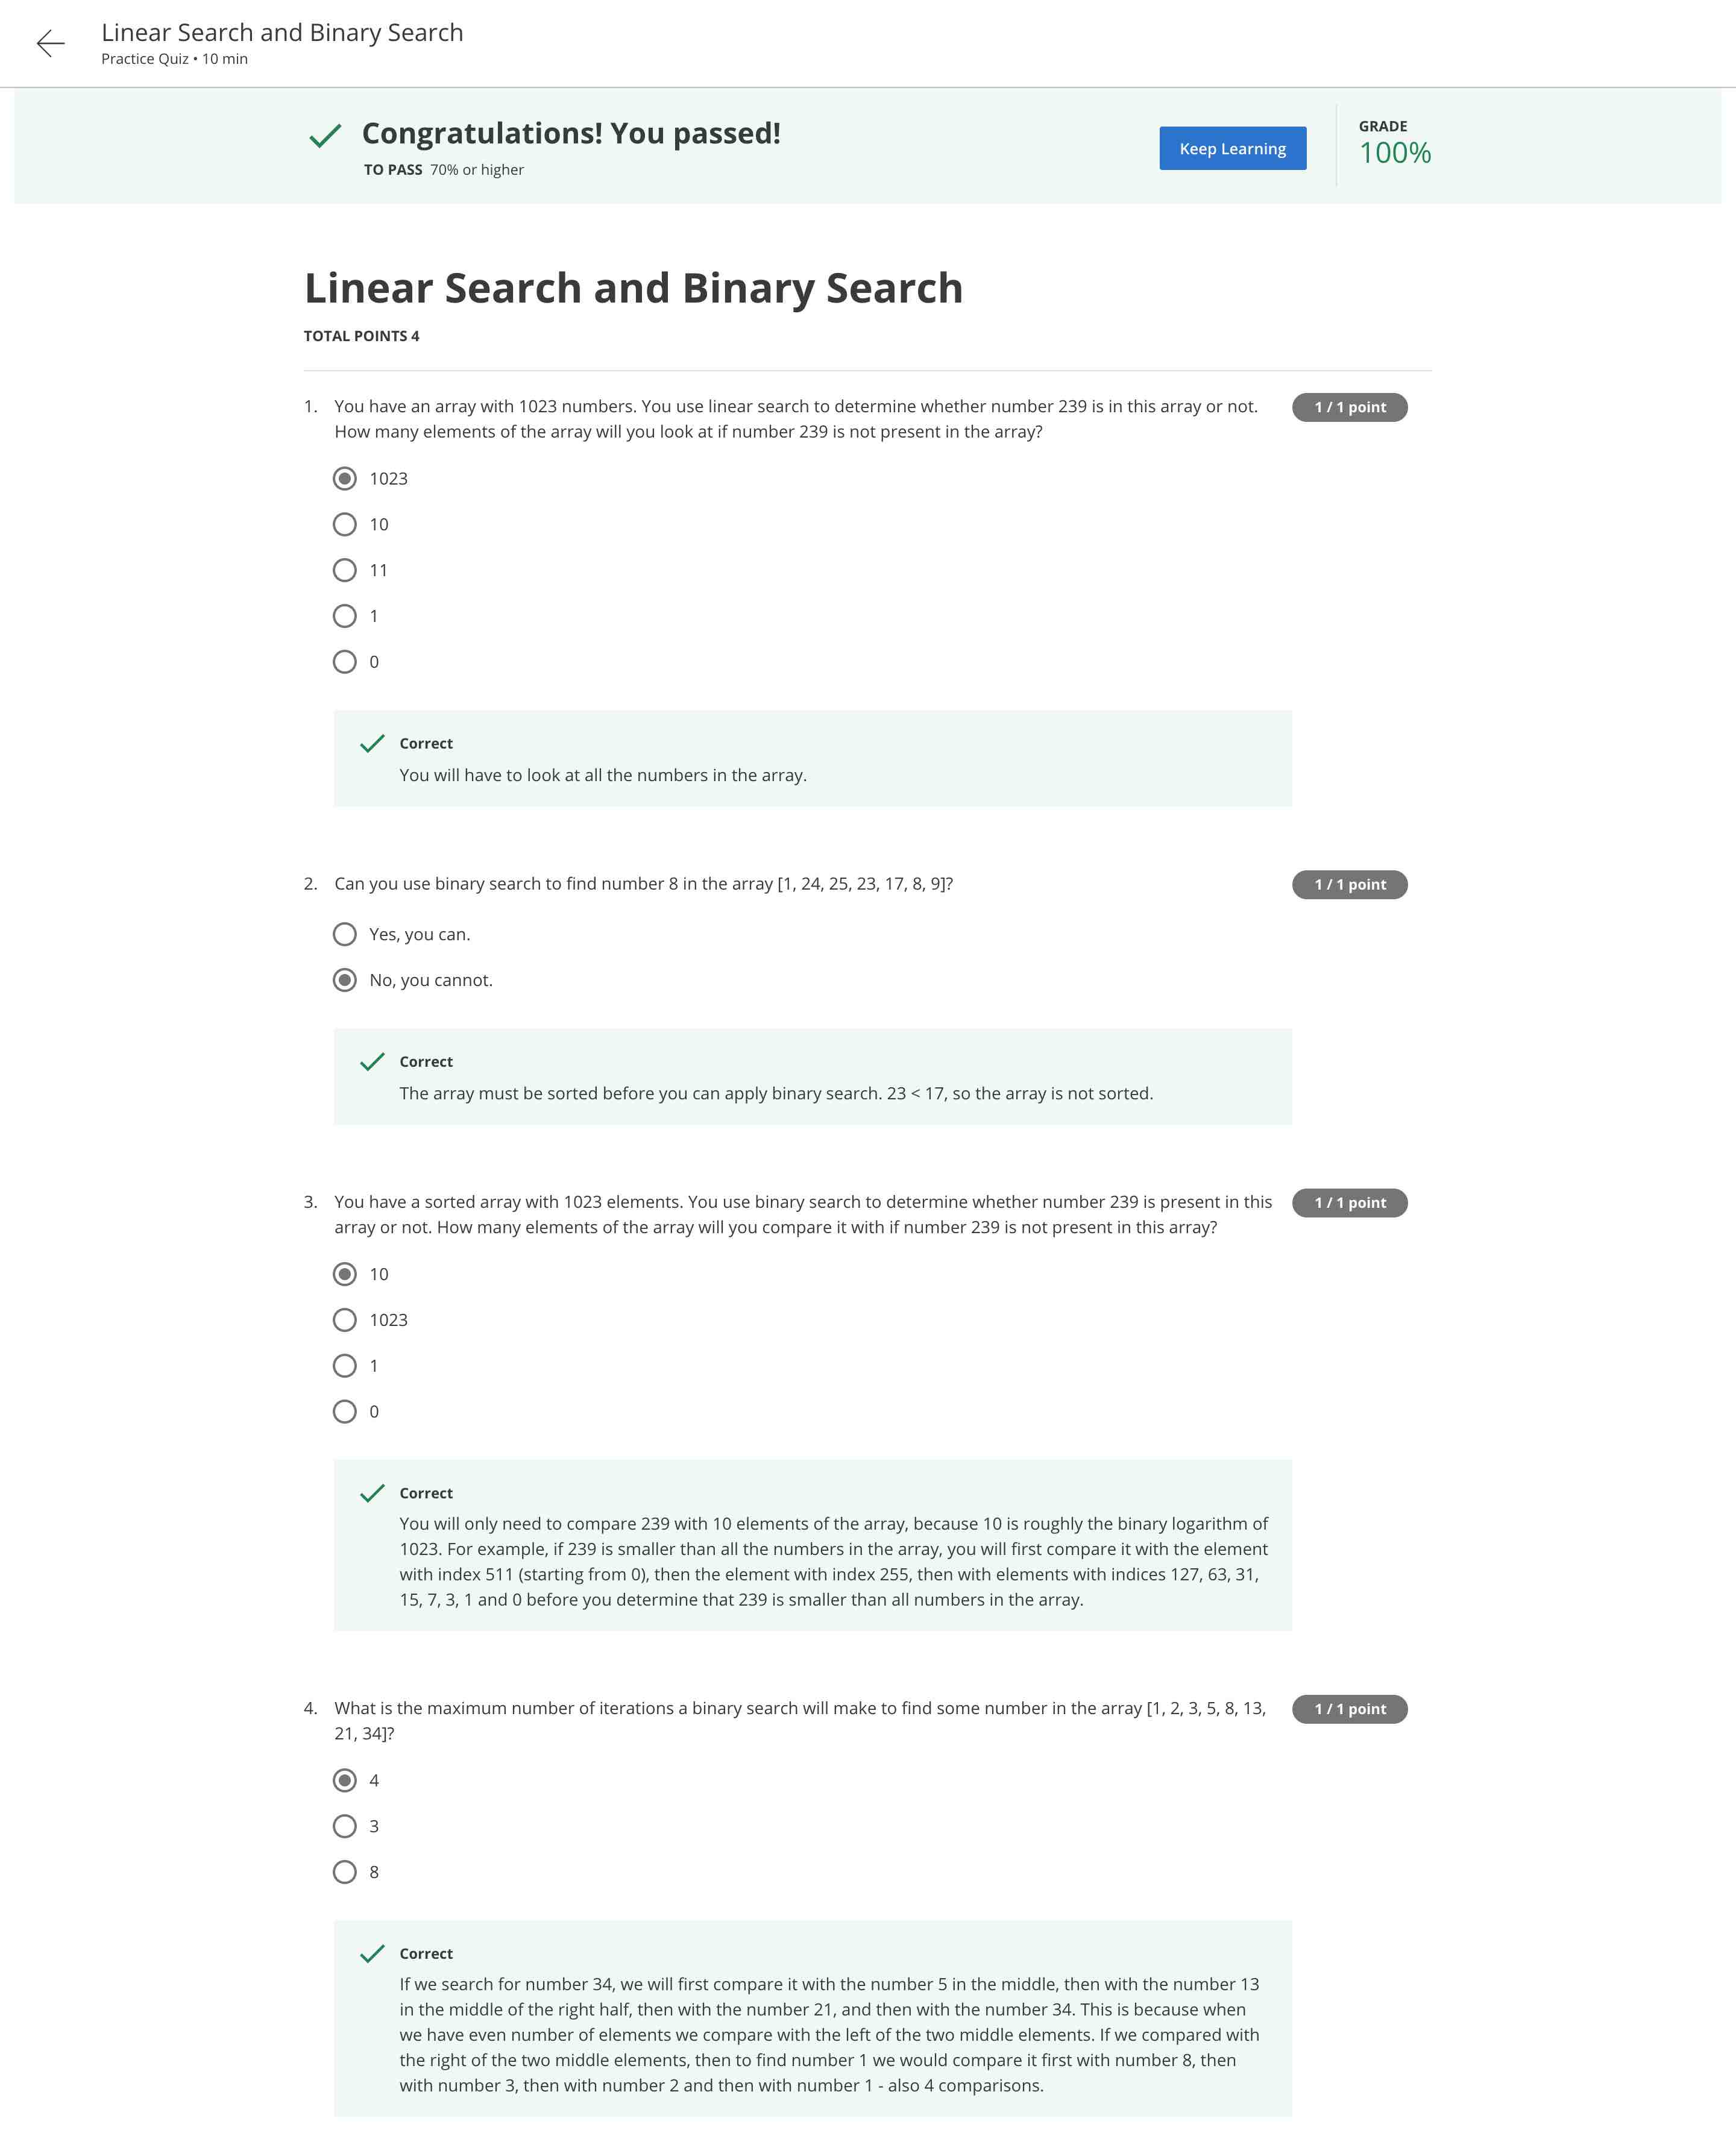 Linear Search and Binary Search
Practice Quiz • 10 min
Congratulations! You passed!
TO PASS 70% or higher
Keep Learning
GRADE
100%
Linear Search and Binary Search
TOTAL POINTS 4
1. You have an array with 1023 numbers. You use linear search to determine whether number 239 is in this array or not.
How many elements of the array will you look at if number 239 is not present in the array?
1 / 1 point
1023
10
11
1
0
Correct
You will have to look at all the numbers in the array.
2. Can you use binary search to find number 8 in the array [1, 24, 25, 23, 17, 8, 9]?
1 / 1 point
Yes, you can.
No, you cannot.
Correct
The array must be sorted before you can apply binary search. 23 < 17, so the array is not sorted.
3. You have a sorted array with 1023 elements. You use binary search to determine whether number 239 is present in this
array or not. How many elements of the array will you compare it with if number 239 is not present in this array?
1 / 1 point
10
1023
1
0
Correct
You will only need to compare 239 with 10 elements of the array, because 10 is roughly the binary logarithm of
1023. For example, if 239 is smaller than all the numbers in the array, you will first compare it with the element
with index 511 (starting from 0), then the element with index 255, then with elements with indices 127, 63, 31,
15, 7, 3, 1 and 0 before you determine that 239 is smaller than all numbers in the array.
4. What is the maximum number of iterations a binary search will make to find some number in the array [1, 2, 3, 5, 8, 13,
21, 34]?
1 / 1 point
4
3
8
Correct
If we search for number 34, we will first compare it with the number 5 in the middle, then with the number 13
in the middle of the right half, then with the number 21, and then with the number 34. This is because when
we have even number of elements we compare with the left of the two middle elements. If we compared with
the right of the two middle elements, then to find number 1 we would compare it first with number 8, then
with number 3, then with number 2 and then with number 1 - also 4 comparisons.